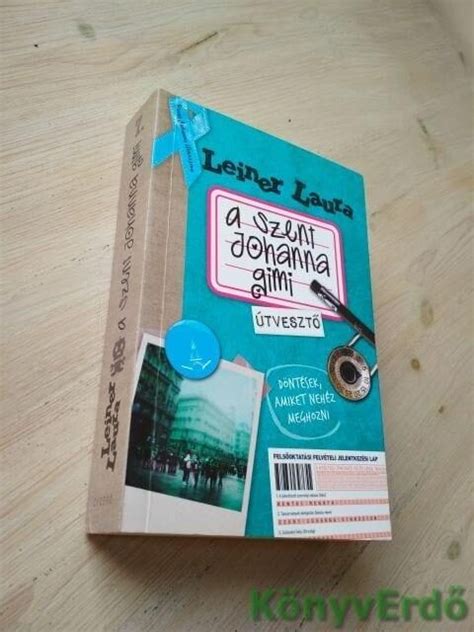 Leiner Laura
a Szent
Johanna
gimi
ÚTVESZTŐ
DÖNTÉSEK,
AMIKET NEHÉZ
MEGHOZNI
FELSŐOKTATÁSI FELVÉTELI JELENTKEZÉSI LAP
Leiner
Laura
a Szent Johanna gimi
KönyvErdő